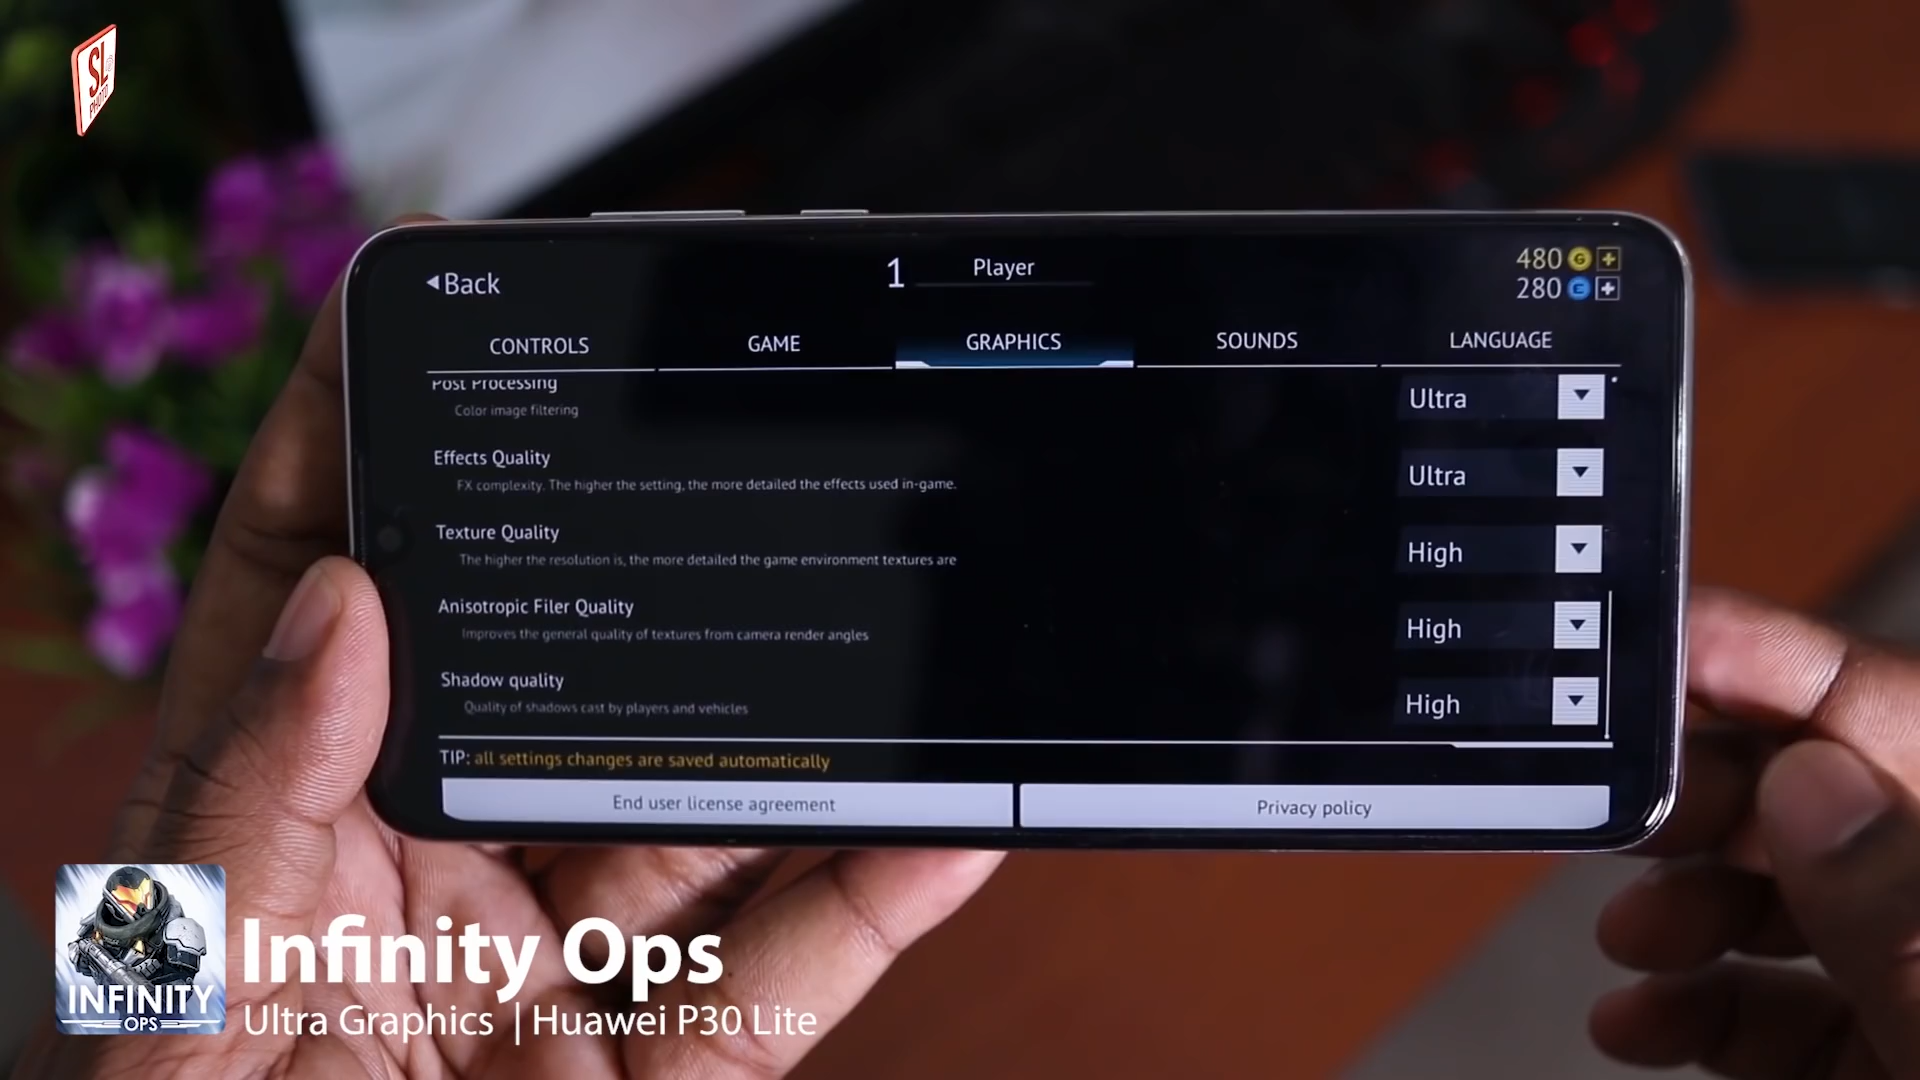 SL
PHOTO
Back
1 Player
480 G
280 E
CONTROLS GAME GRAPHICS SOUNDS LANGUAGE
Post Processing
Color image filtering
Ultra
Effects Quality
FX complexity. The higher the setting, the more detailed the effects used in-game.
Ultra
Texture Quality
The higher the resolution is, the more detailed the game environment textures are
High
Anisotropic Filer Quality
Improves the general quality of textures from camera render angles
High
Shadow quality
Quality of shadows cast by players and vehicles
High
TIP: all settings changes are saved automatically
End user license agreement Privacy policy
INFINITY
OPS
Infinity Ops
Ultra Graphics | Huawei P30 Lite